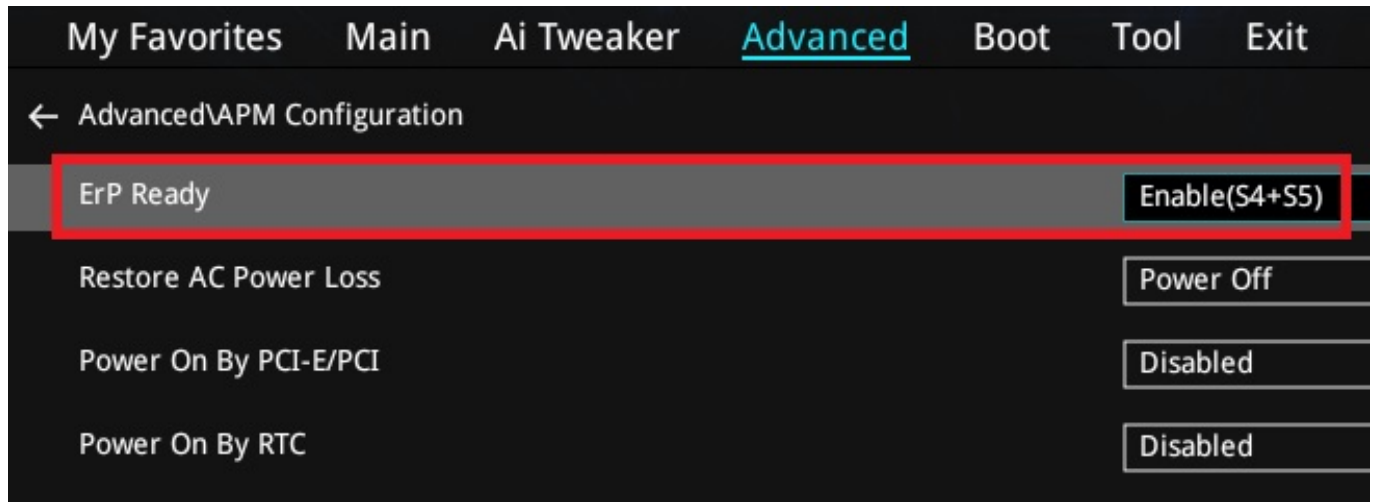 My Favorites Main Ai Tweaker Advanced Boot Tool Exit
← Advanced\APM Configuration
ErP Ready Enable(S4+S5)
Restore AC Power Loss Power Off
Power On By PCI-E/PCI Disabled
Power On By RTC Disabled